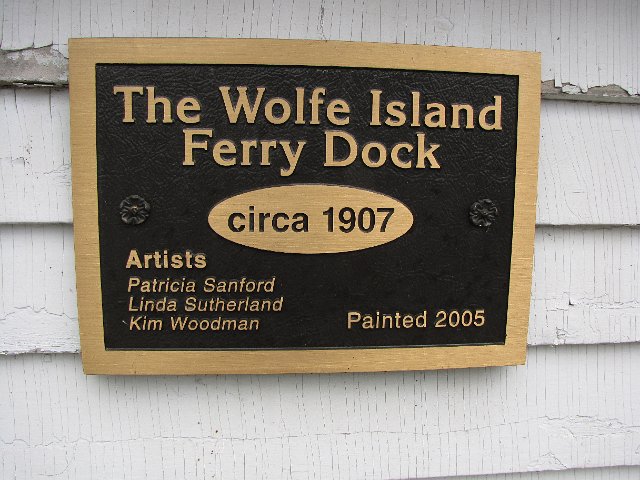 The Wolfe Island
Ferry Dock
circa 1907
Artists
Patricia Sanford
Linda Sutherland
Kim Woodman
Painted 2005